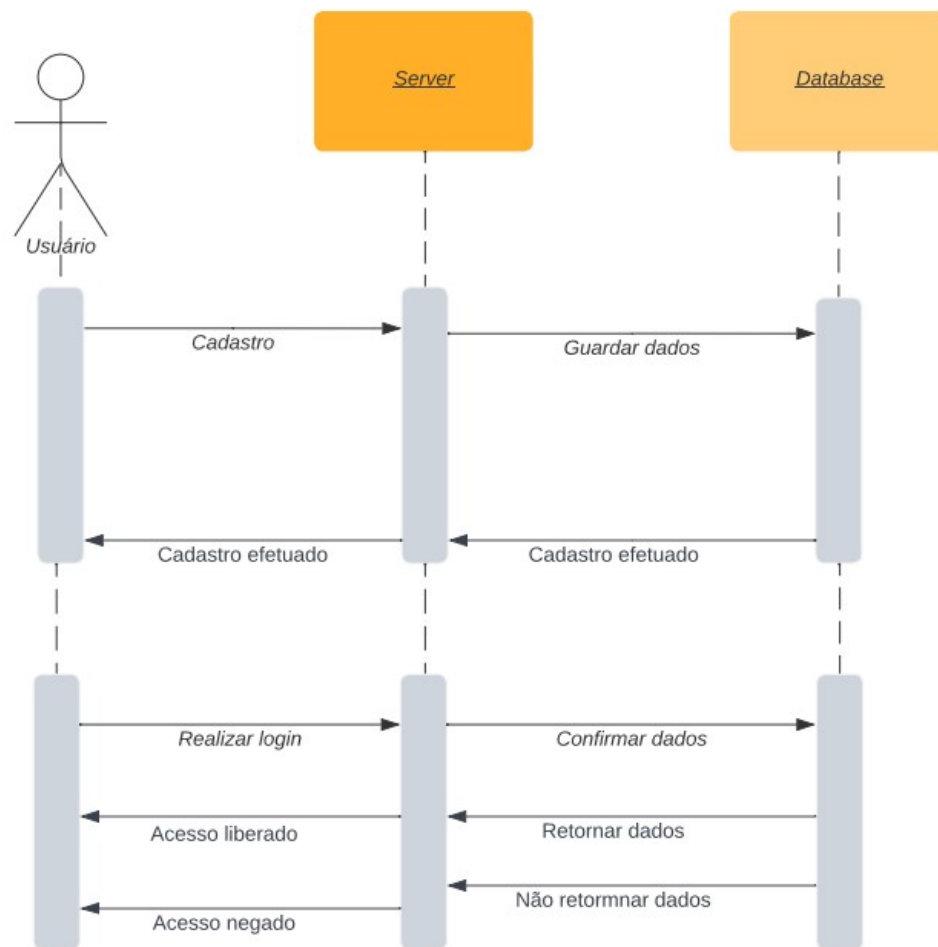 Server
Database
Usuário
Cadastro
Guardar dados
Cadastro efetuado
Cadastro efetuado
Realizar login
Confirmar dados
Acesso liberado
Retornar dados
Não retormnar dados
Acesso negado